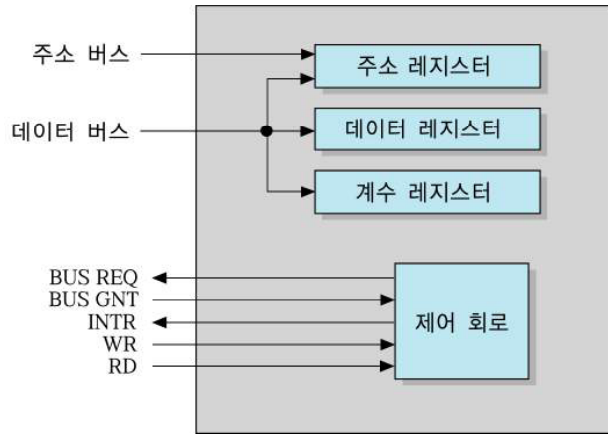 주소 버스
주소 레지스터
데이터 버스
데이터 레지스터
계수 레지스터
BUS REQ
BUS GNT
INTR
WR
RD
제어 회로